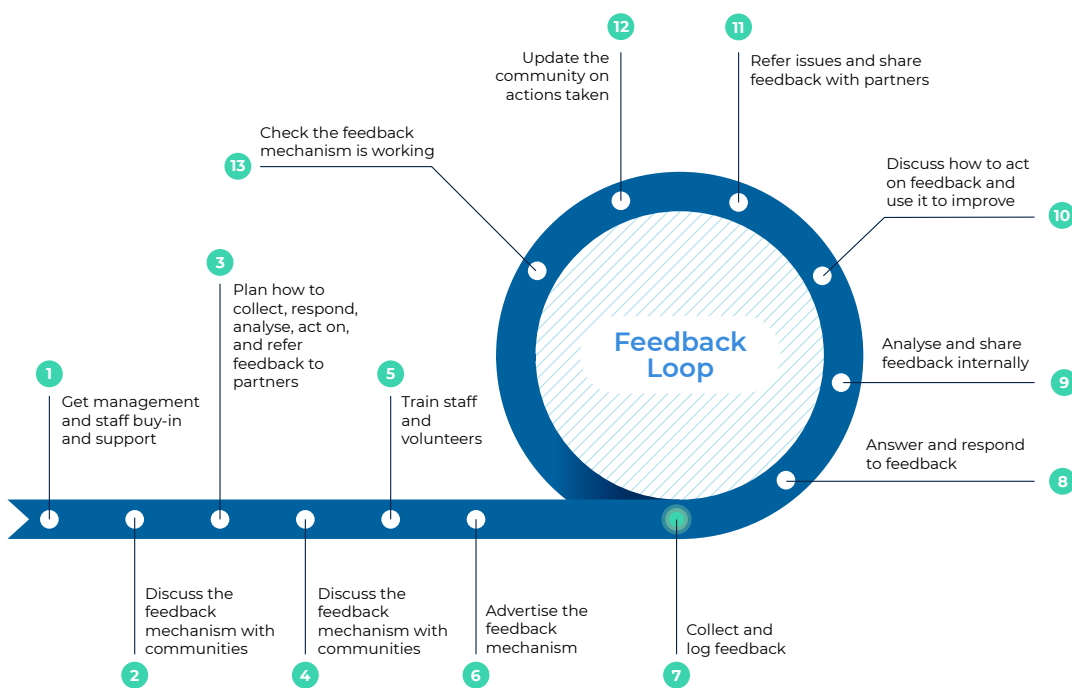 1
Get management
and staff buy-in
and support
2
Discuss the
feedback
mechanism with
communities
3
Plan how to
collect, respond,
analyse, act on,
and refer
feedback to
partners
4
Discuss the
feedback
mechanism with
communities
5
Train staff
and
volunteers
6
Advertise the
feedback
mechanism
7
Collect and
log feedback
8
Answer and respond
to feedback
9
Analyse and share
feedback internally
10
Discuss how to act
on feedback and
use it to improve
11
Refer issues and share
feedback with partners
12
Update the
community on
actions taken
13
Check the feedback
mechanism is working
Feedback
Loop